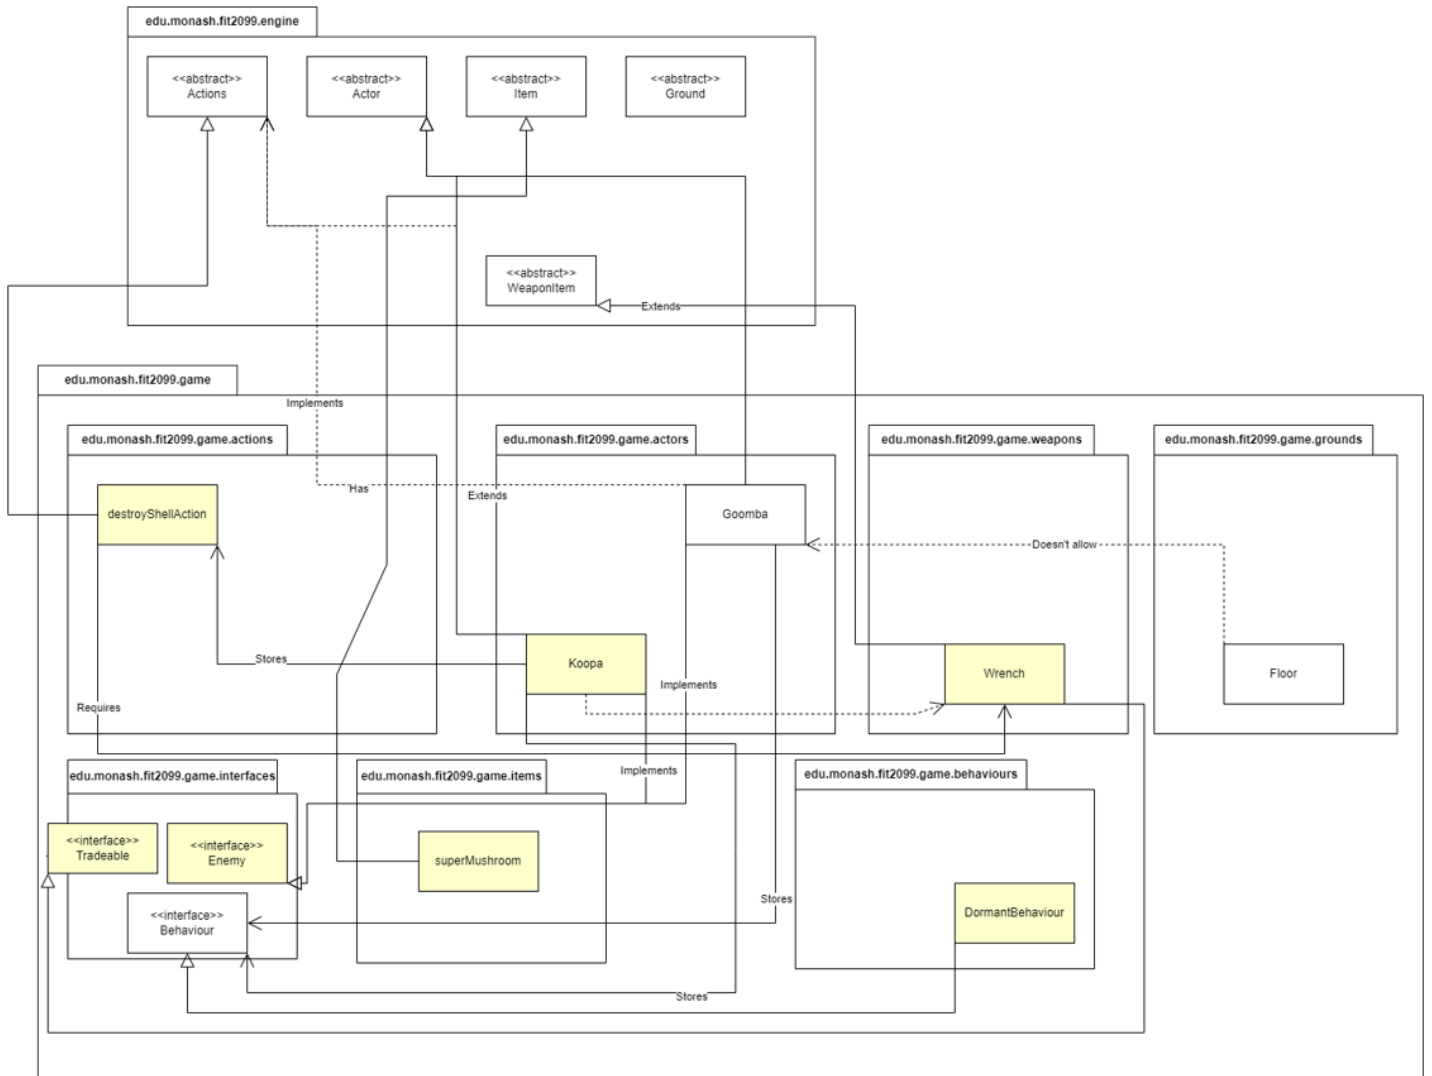 edu.monash.fit2099.engine
<<abstract>>
Actions
<<abstract>>
Actor
<<abstract>>
Item
<<abstract>>
Ground
<<abstract>>
WeaponItem
Extends
edu.monash.fit2099.game
Implements
edu.monash.fit2099.game.actions
edu.monash.fit2099.game.actors
edu.monash.fit2099.game.weapons
edu.monash.fit2099.game.grounds
Has
Extends
destroyShellAction
Goomba
Doesn't allow
Stores
Koopa
Wrench
Floor
Implements
Requires
Implements
edu.monash.fit2099.game.interfaces
edu.monash.fit2099.game.items
edu.monash.fit2099.game.behaviours
<<interface>>
Tradeable
<<interface>>
Enemy
superMushroom
Stores
<<interface>>
Behaviour
DormantBehaviour
Stores